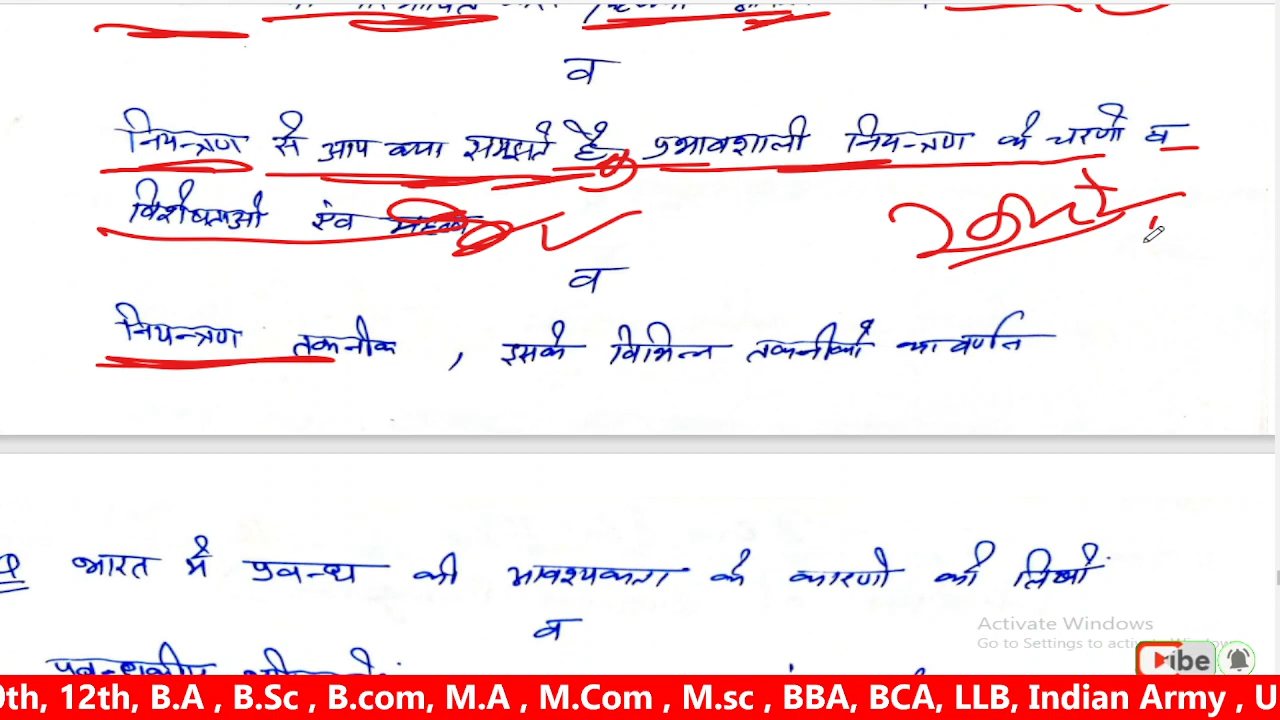 व
नियन्त्रण से आप क्या समझते है प्रभावशाली नियन्त्रण के चरणो व
विशेषताओ एंव महत्व
व
नियन्त्रण तकनीक , इसके विभिन्न तकनीकों का वर्णन
भारत मे प्रबन्ध की आवश्यकता के कारणो को लिखों
व
Activate Windows
Go to Settings to activate Windows.
ibe
0th, 12th, B.A , B.Sc , B.com, M.A , M.Com , M.sc , BBA, BCA, LLB, Indian Army , U